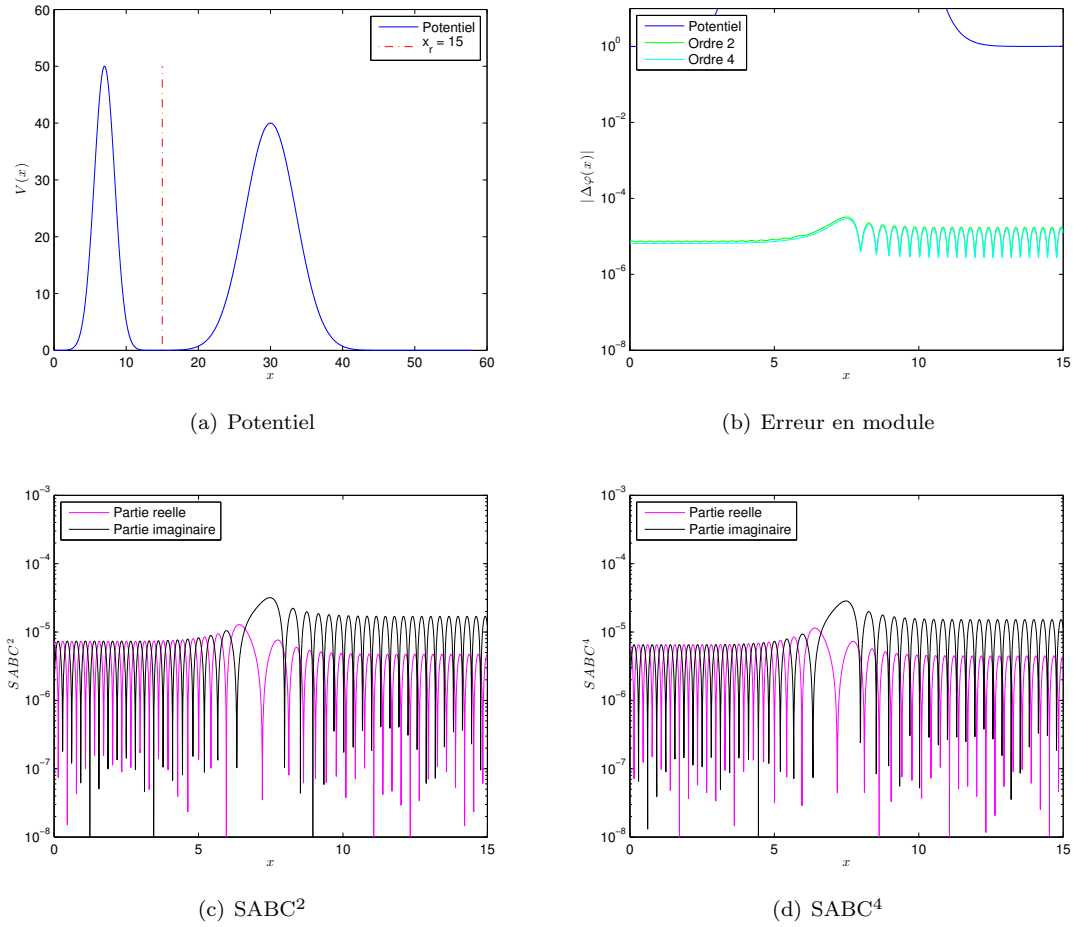 60
50
40
30
20
10
0
V(x)
0 10 20 30 40 50 60
x
Potentiel
x_r = 15
(a) Potentiel
10^0
10^-2
10^-4
10^-6
10^-8
|Δφ(x)|
0 5 10 15
x
Potentiel
Ordre 2
Ordre 4
(b) Erreur en module
10^-3
10^-4
10^-5
10^-6
10^-7
10^-8
SABC^2
0 5 10 15
x
Partie reelle
Partie imaginaire
(c) SABC^2
10^-3
10^-4
10^-5
10^-6
10^-7
10^-8
SABC^4
0 5 10 15
x
Partie reelle
Partie imaginaire
(d) SABC^4